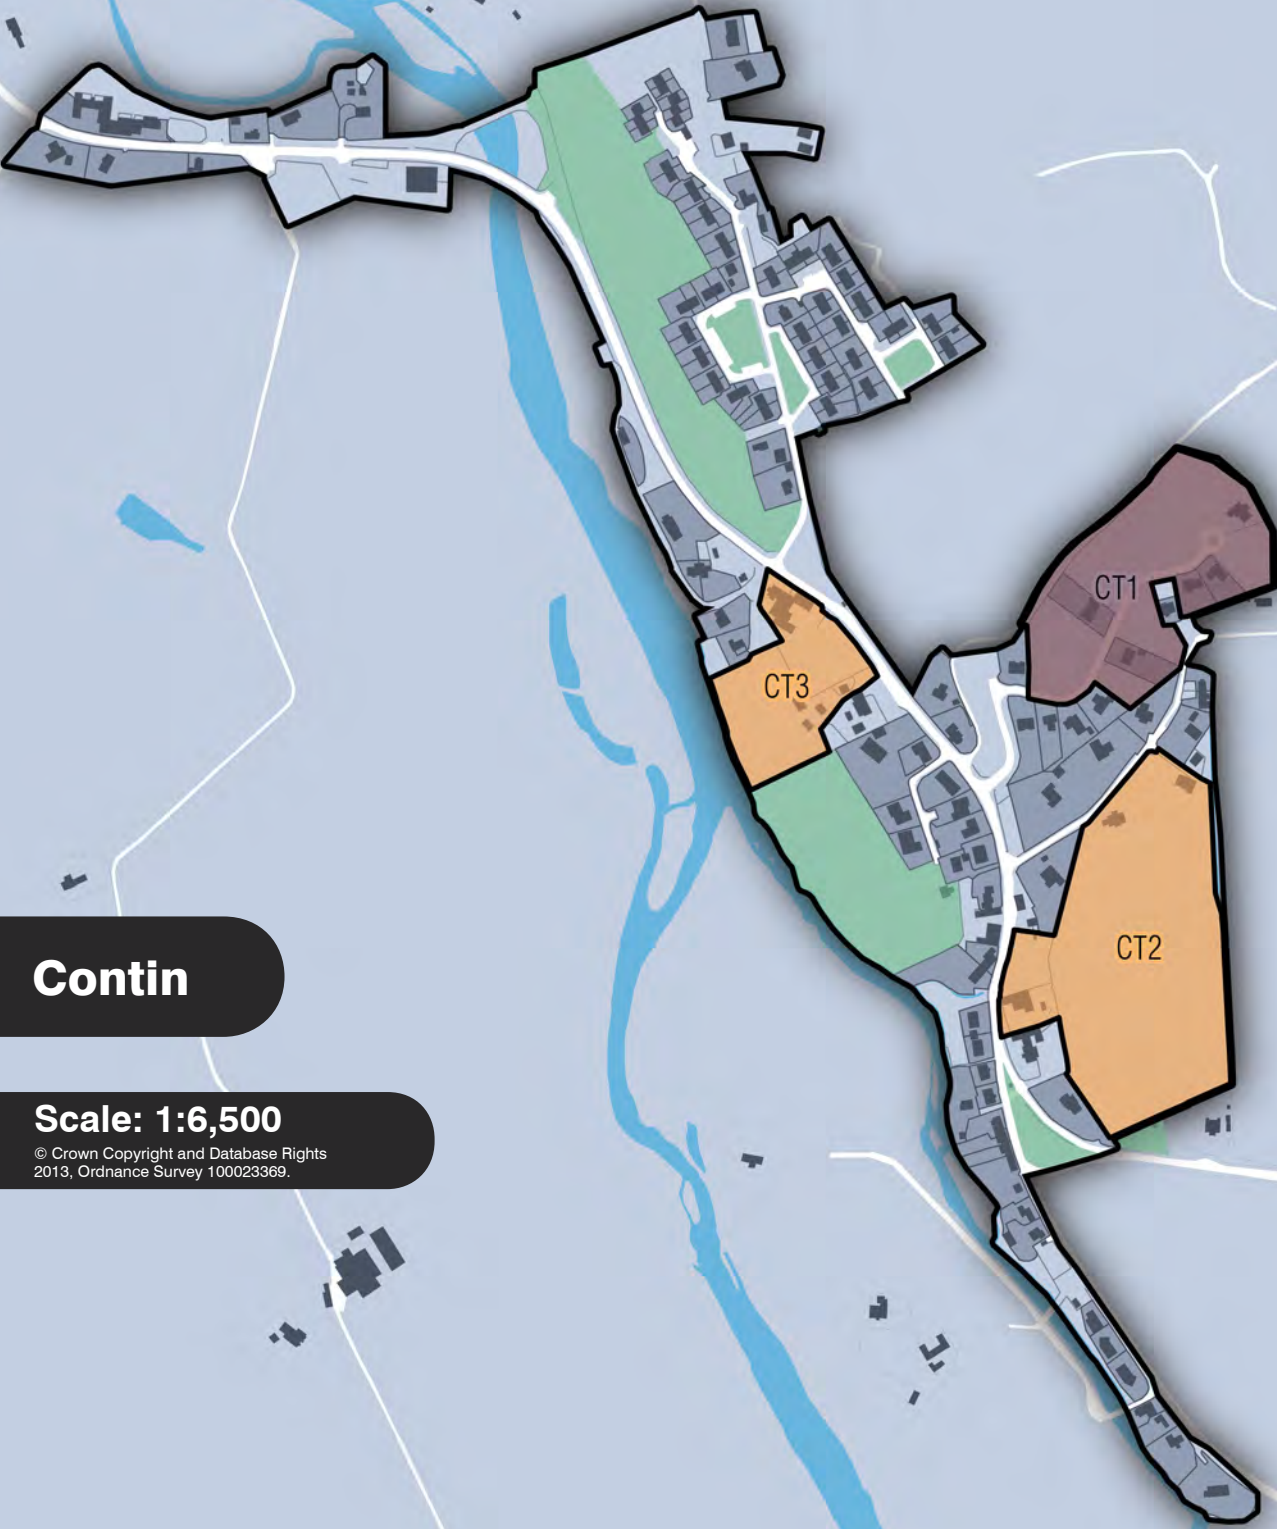 CT1
CT3
CT2
Contin
Scale: 1:6,500
© Crown Copyright and Database Rights
2013, Ordnance Survey 100023369.